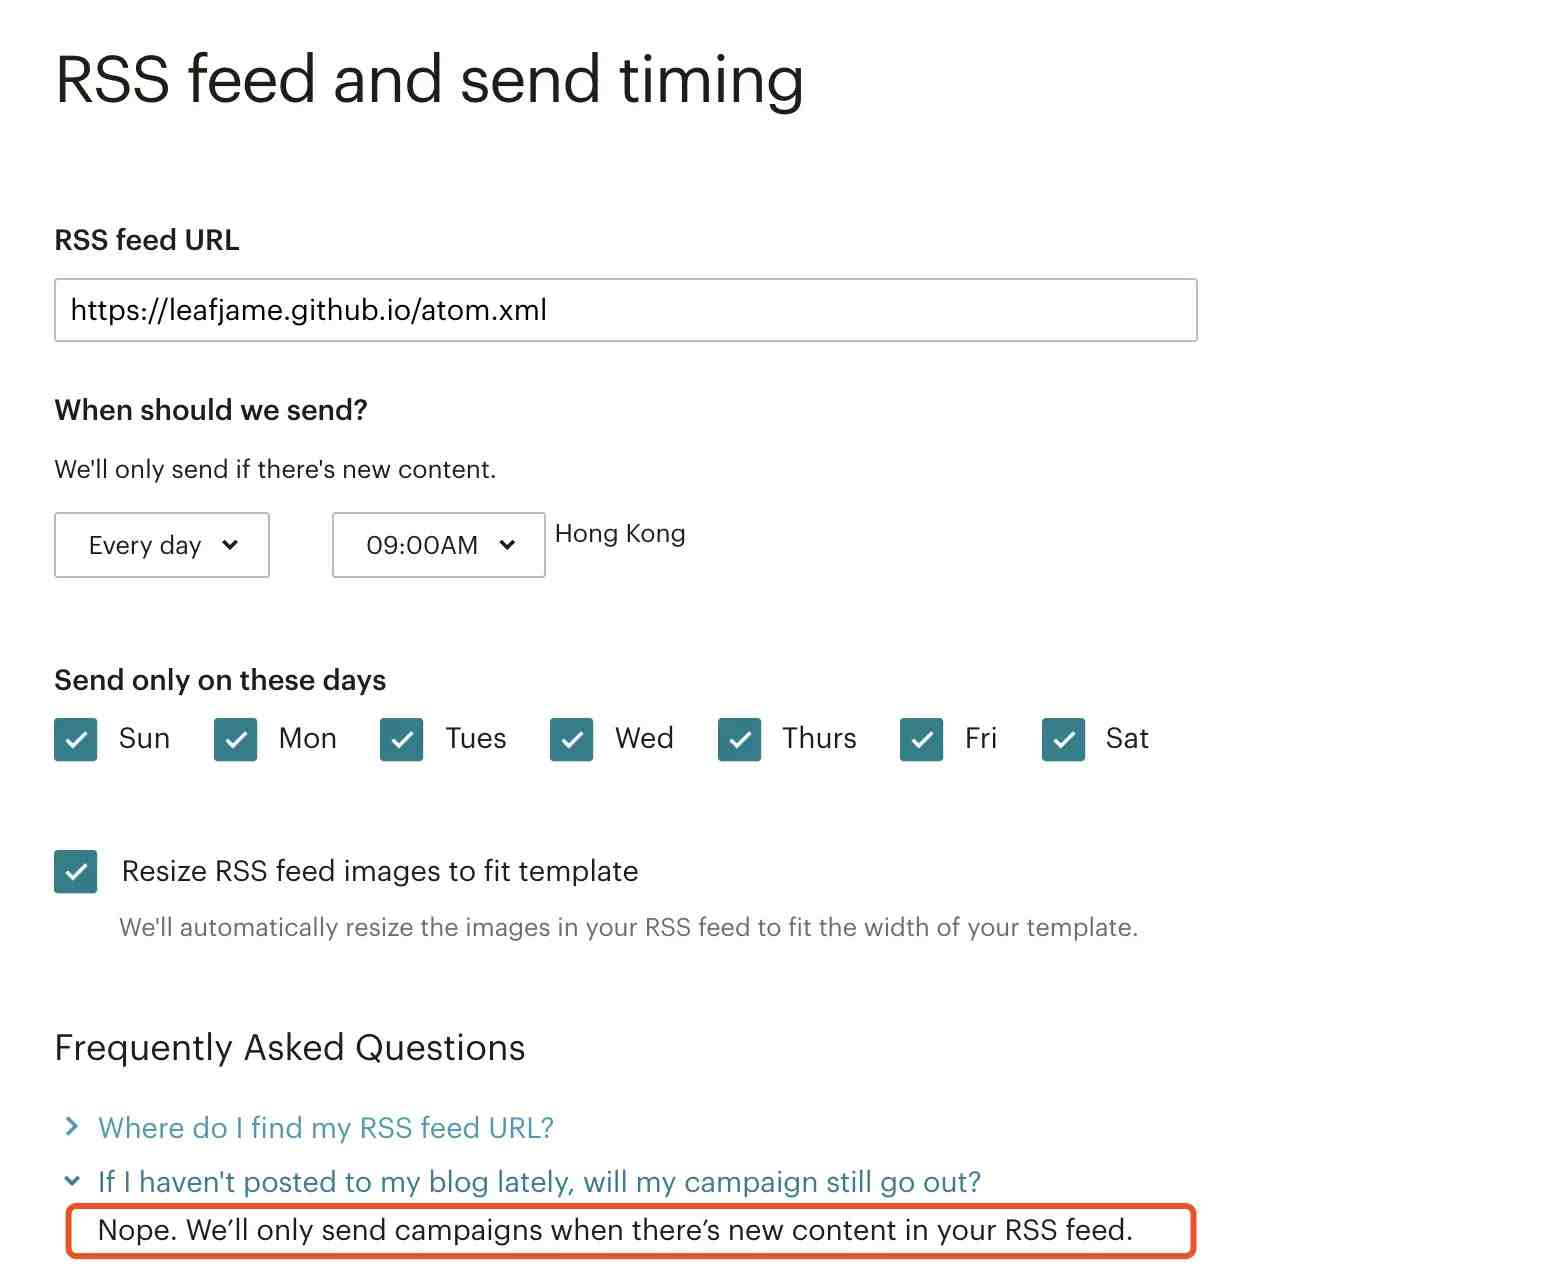 RSS feed and send timing
RSS feed URL
https://leafjame.github.io/atom.xml
When should we send?
We'll only send if there's new content.
Every day 09:00AM Hong Kong
Send only on these days
Sun Mon Tues Wed Thurs Fri Sat
Resize RSS feed images to fit template
We'll automatically resize the images in your RSS feed to fit the width of your template.
Frequently Asked Questions
Where do I find my RSS feed URL?
If I haven't posted to my blog lately, will my campaign still go out?
Nope. We’ll only send campaigns when there’s new content in your RSS feed.